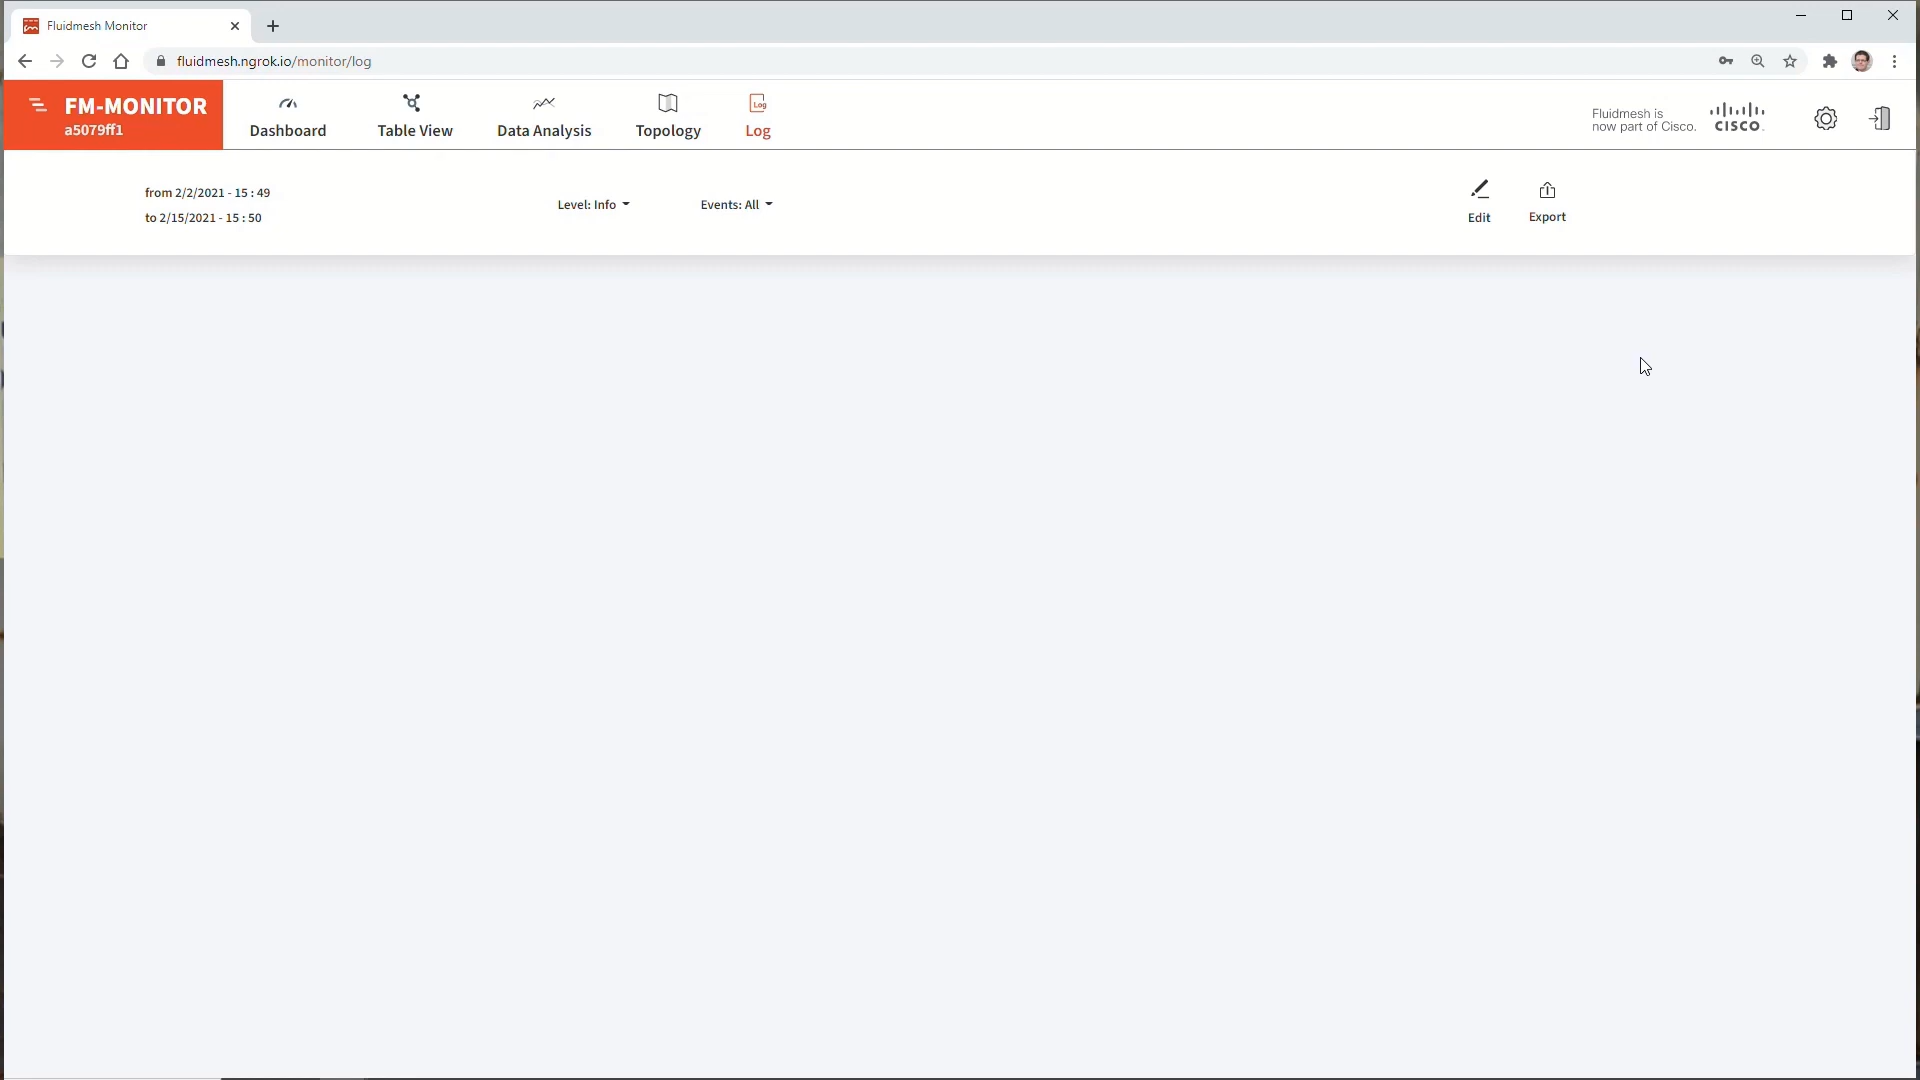 Fluidmesh Monitor
fluidmesh.ngrok.io/monitor/log
FM-MONITOR
a5079ff1
Dashboard
Table View
Data Analysis
Topology
Log
Log
Fluidmesh is
now part of Cisco.
CISCO
from 2/2/2021 - 15 : 49
to 2/15/2021 - 15 : 50
Level: Info
Events: All
Edit
Export